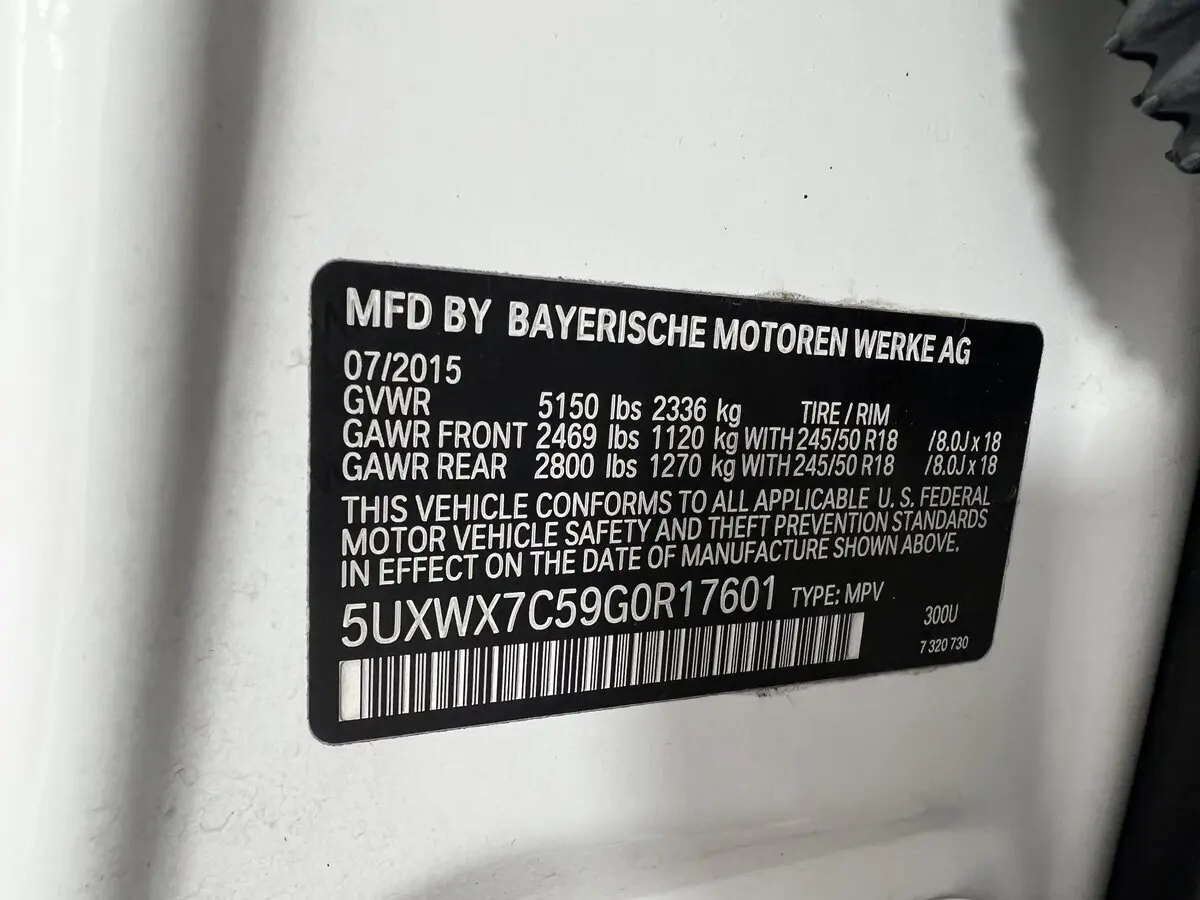 MFD BY BAYERISCHE MOTOREN WERKE AG
07/2015
GVWR 5150 lbs 2336 kg TIRE / RIM
GAWR FRONT 2469 lbs 1120 kg WITH 245/50 R18 /8.0J x 18
GAWR REAR 2800 lbs 1270 kg WITH 245/50 R18 /8.0J x 18
THIS VEHICLE CONFORMS TO ALL APPLICABLE U. S. FEDERAL
MOTOR VEHICLE SAFETY AND THEFT PREVENTION STANDARDS
IN EFFECT ON THE DATE OF MANUFACTURE SHOWN ABOVE.
5UXWX7C59G0R17601 TYPE: MPV
300U
7 320 730